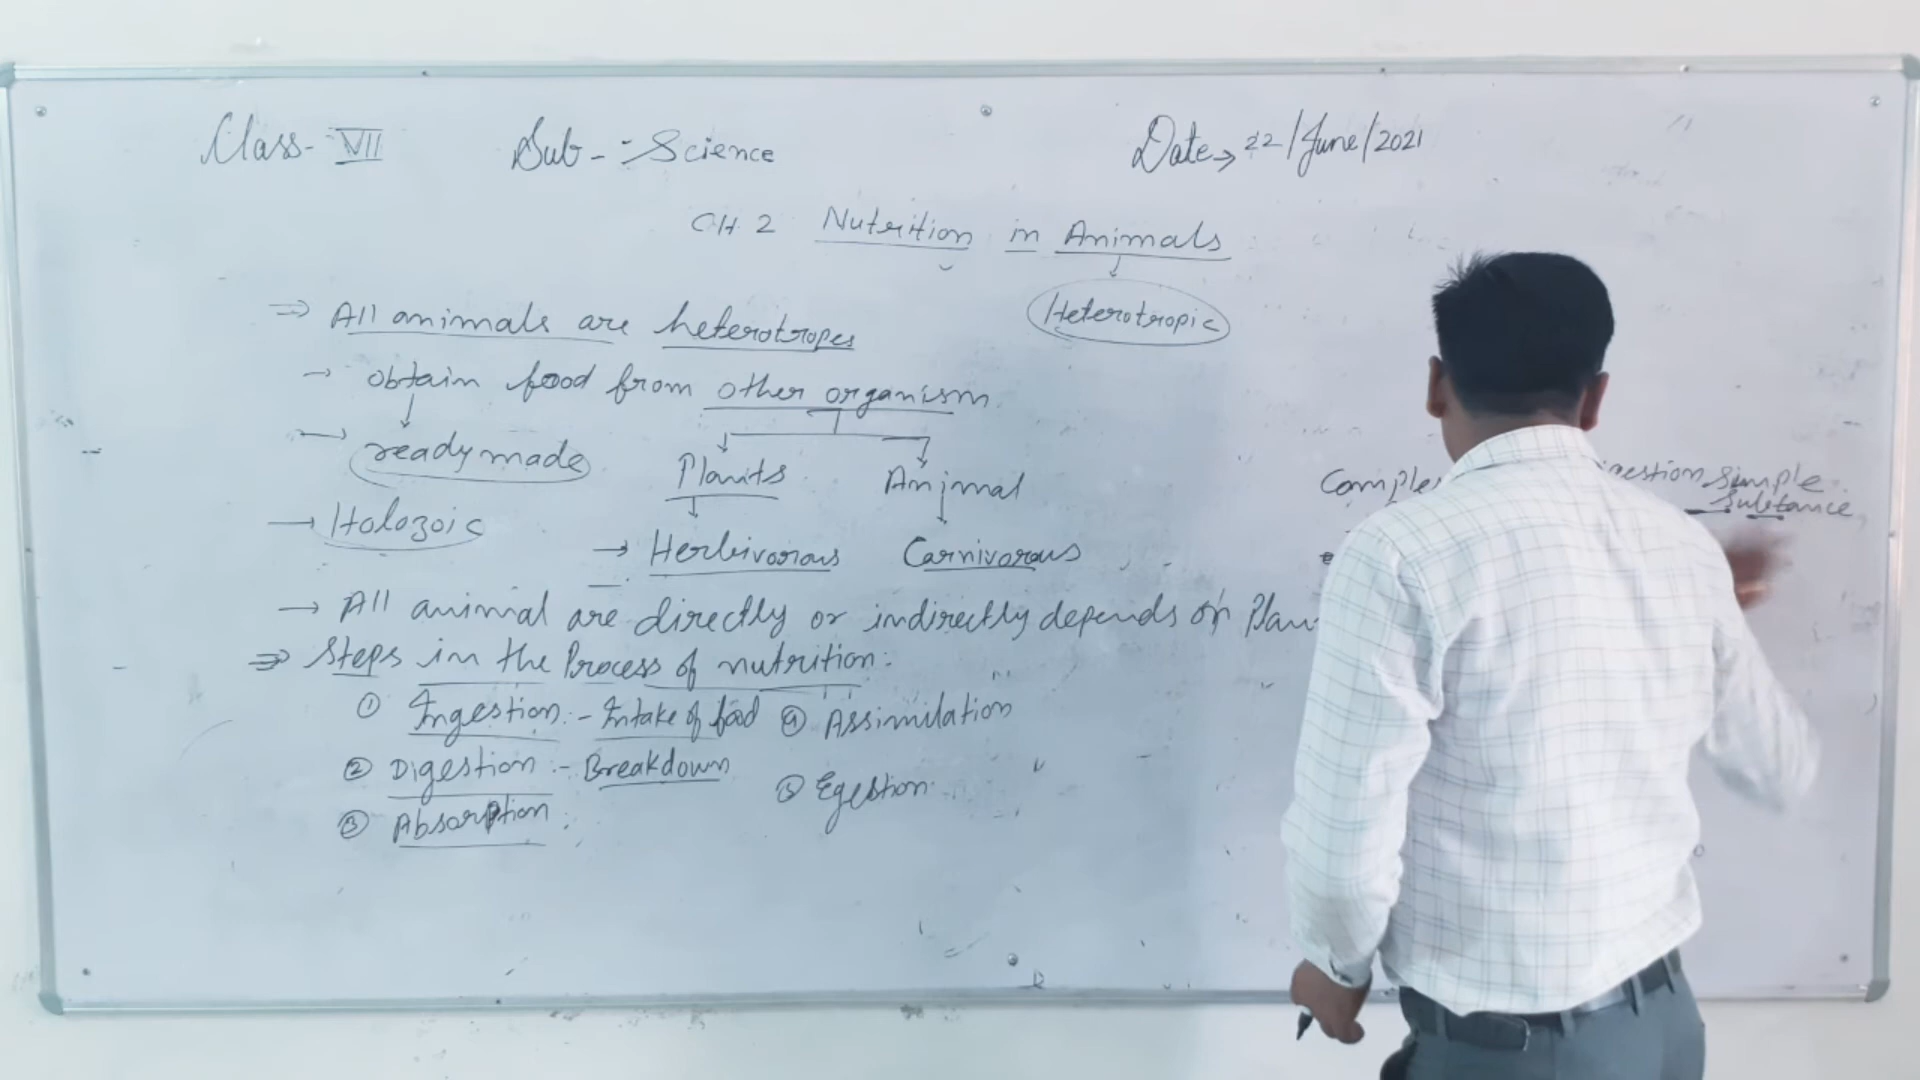 Class - VII Sub - :- Science Date → 22/June/2021
CH. 2 Nutrition in Animals
Heterotropic
⇒ All animals are heterotropes
→ obtain food from other organism
→ readymade
Plants Animal
→ Holozoic
→ Herbivorous Carnivorous
Simple
Substance
→ All animal are directly or indirectly depends on
⇒ Steps in the Process of nutrition:
① Ingestion :- Intake of food ④ Assimilation
② Digestion :- Breakdown
⑤ Egestion
③ Absorption :